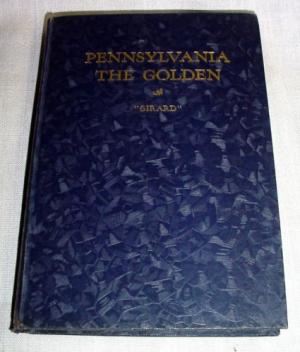 PENNSYLVANIA
THE GOLDEN
"GIRARD"